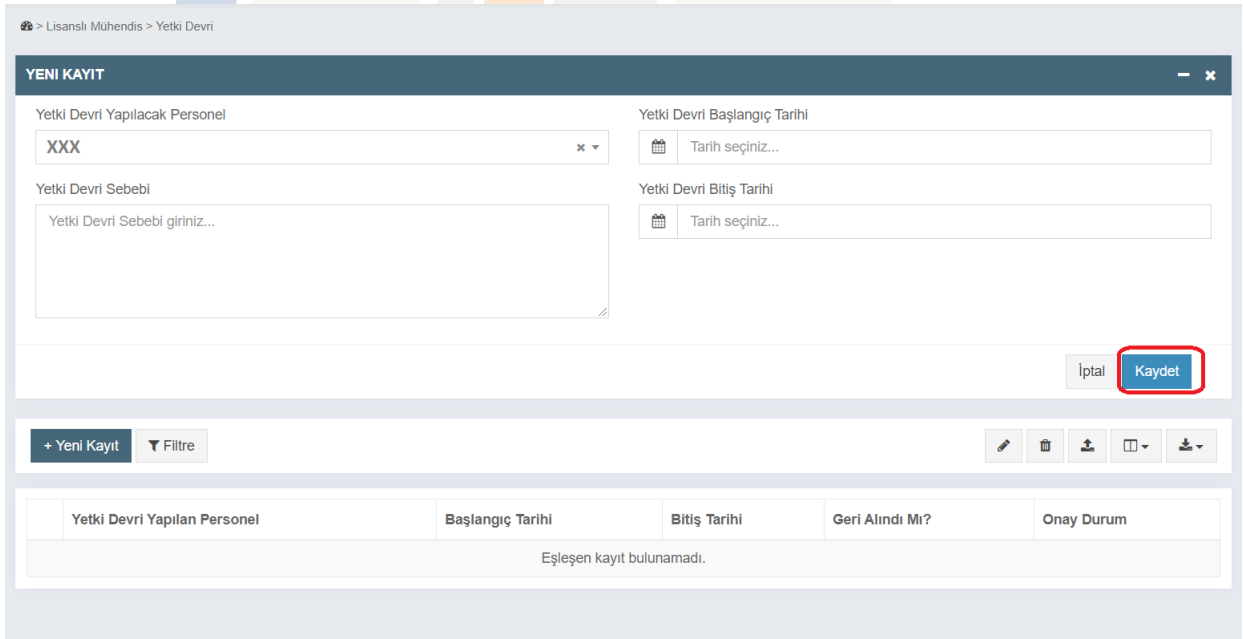 > Lisanslı Mühendis > Yetki Devri
YENI KAYIT
Yetki Devri Yapılacak Personel
XXX
Yetki Devri Başlangıç Tarihi
Tarih seçiniz...
Yetki Devri Sebebi
Yetki Devri Sebebi giriniz...
Yetki Devri Bitiş Tarihi
Tarih seçiniz...
İptal Kaydet
+ Yeni Kayıt Filtre
Yetki Devri Yapılan Personel Başlangıç Tarihi Bitiş Tarihi Geri Alındı Mı? Onay Durum
Eşleşen kayıt bulunamadı.